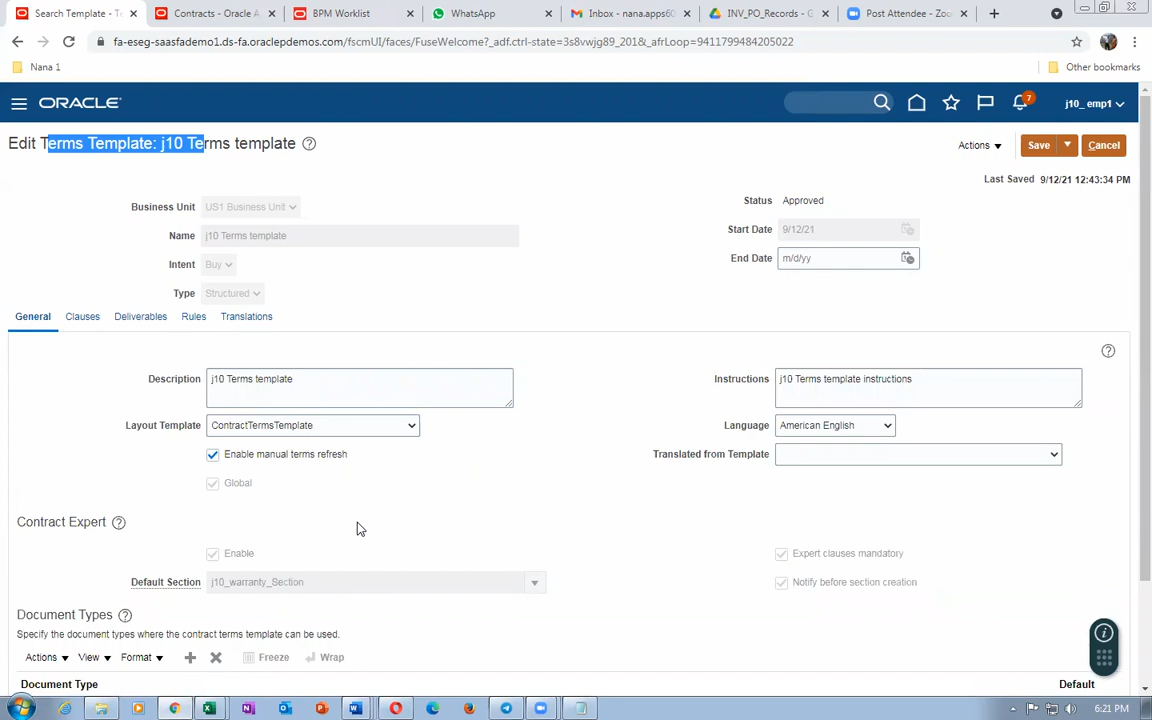 Search Template - Te
Contracts - Oracle A
BPM Worklist
WhatsApp
Inbox - nana.apps60
INV_PO_Records - G
Post Attendee - Zoo
fa-eseg-saasfademo1.ds-fa.oraclepdemos.com/fscmUI/faces/FuseWelcome?_adf.ctrl-state=3s8vwjg89_201&_afrLoop=9411799484205022
Nana 1
Other bookmarks
ORACLE
7
j10_ emp1
Edit Terms Template: j10 Terms template
Actions
Save
Cancel
Last Saved 9/12/21 12:43:34 PM
Business Unit US1 Business Unit
Status Approved
Name j10 Terms template
Start Date 9/12/21
Intent Buy
End Date m/d/yy
Type Structured
General Clauses Deliverables Rules Translations
Description j10 Terms template
Instructions j10 Terms template instructions
Layout Template ContractTermsTemplate
Language American English
Enable manual terms refresh
Translated from Template
Global
Contract Expert
Enable
Expert clauses mandatory
Default Section j10_warranty_Section
Notify before section creation
Document Types
Specify the document types where the contract terms template can be used.
Actions View Format Freeze Wrap
Document Type Default
6:21 PM